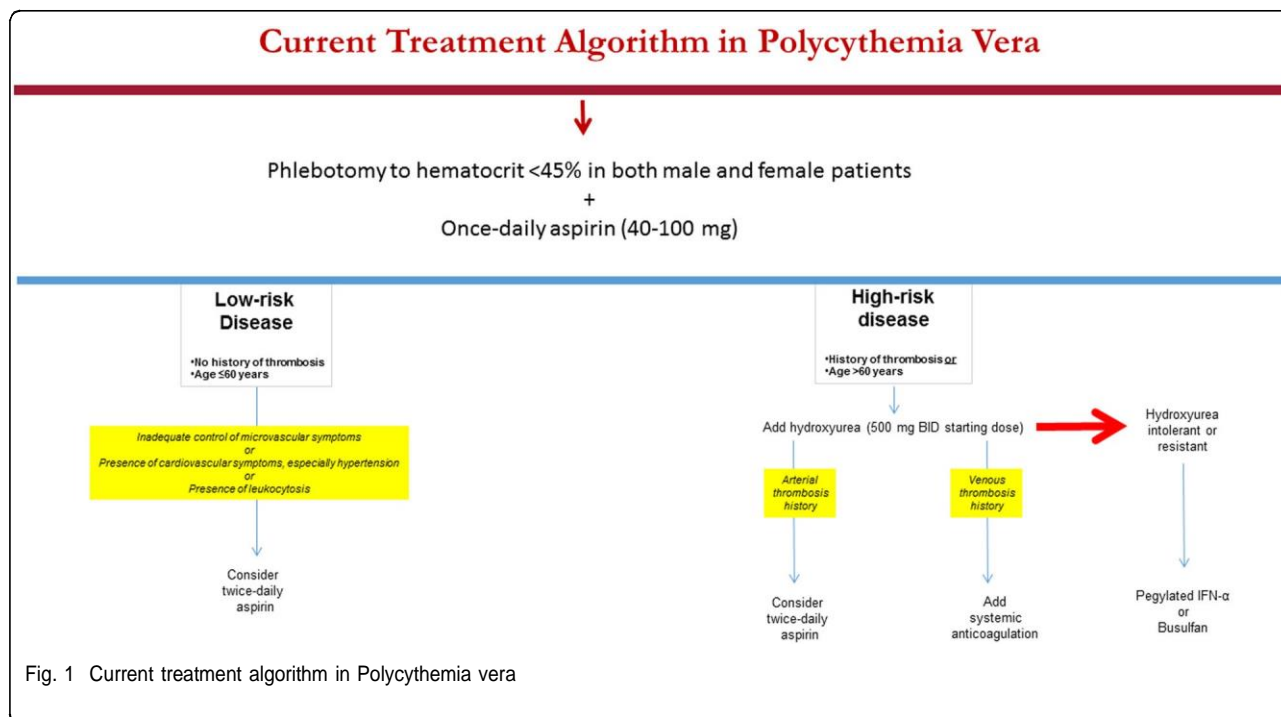 Current Treatment Algorithm in Polycythemia Vera
Phlebotomy to hematocrit <45% in both male and female patients
+
Once-daily aspirin (40-100 mg)
Low-risk
Disease
•No history of thrombosis
•Age ≤60 years
Inadequate control of microvascular symptoms
or
Presence of cardiovascular symptoms, especially hypertension
or
Presence of leukocytosis
Consider
twice-daily
aspirin
High-risk
disease
•History of thrombosis or
•Age >60 years
Add hydroxyurea (500 mg BID starting dose)
Arterial
thrombosis
history
Consider
twice-daily
aspirin
Venous
thrombosis
history
Add
systemic
anticoagulation
Hydroxyurea
intolerant or
resistant
Pegylated IFN-α
or
Busulfan
Fig. 1 Current treatment algorithm in Polycythemia vera